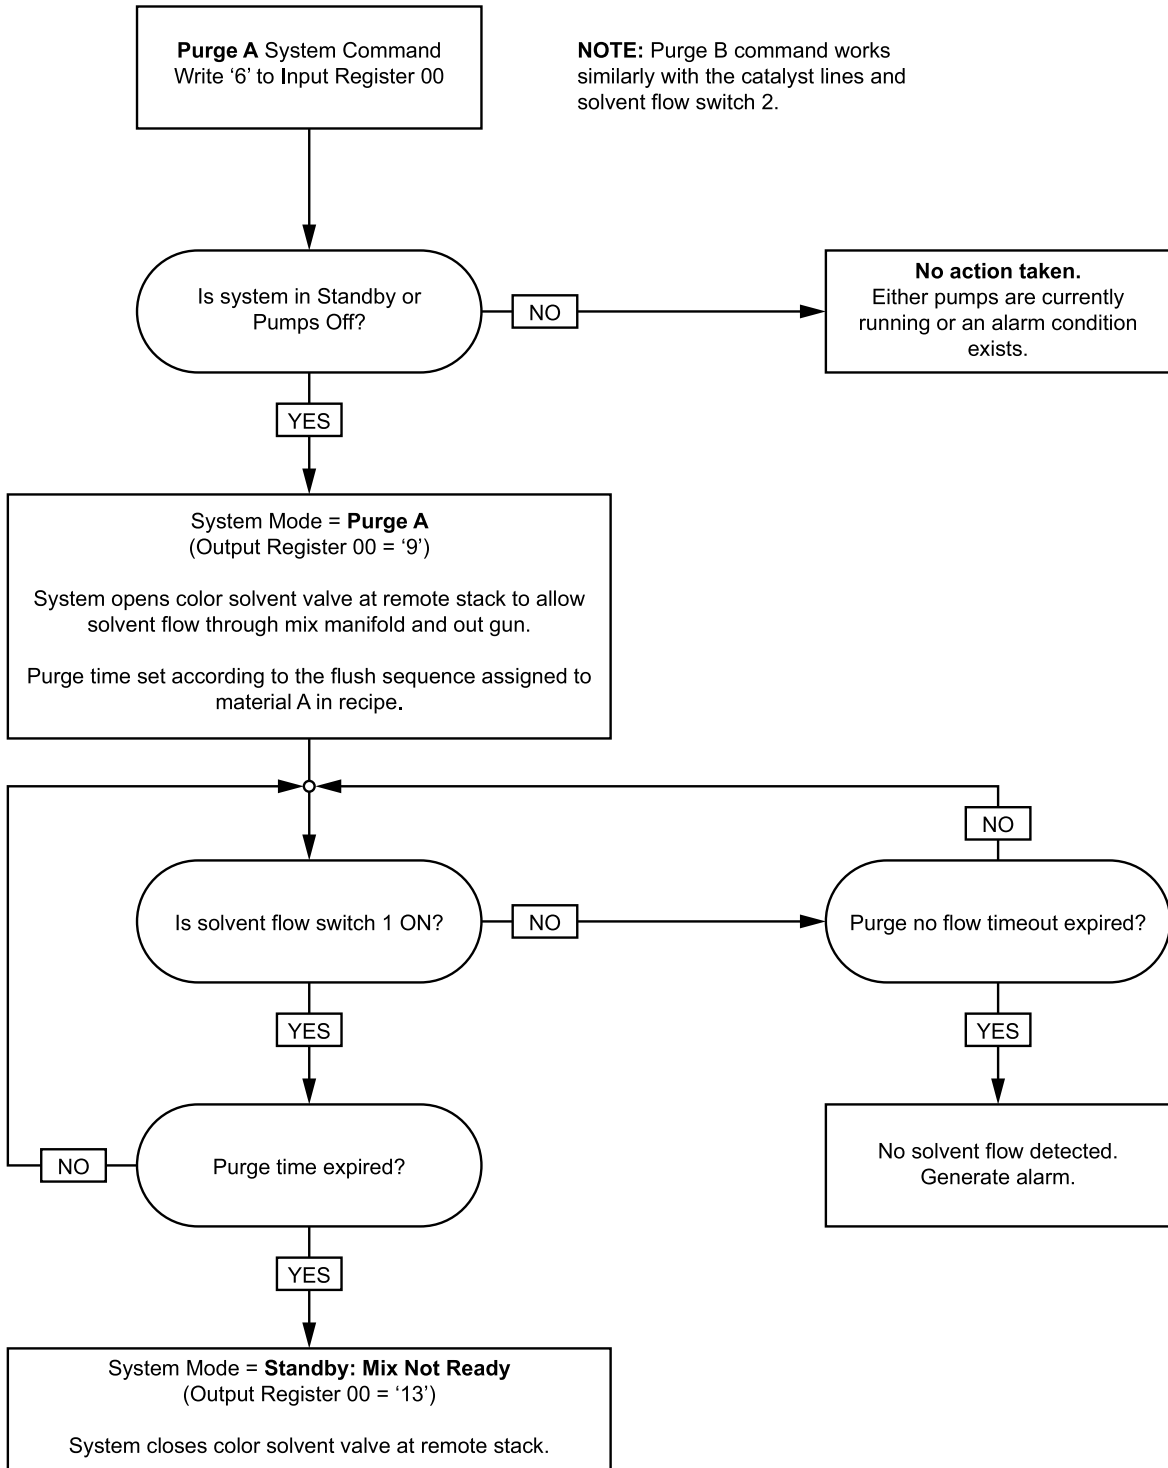 Purge A System Command
Write ‘6’ to Input Register 00
NOTE: Purge B command works
similarly with the catalyst lines and
solvent flow switch 2.
Is system in Standby or
Pumps Off?
NO
No action taken.
Either pumps are currently
running or an alarm condition
exists.
YES
System Mode = Purge A
(Output Register 00 = ‘9’)
System opens color solvent valve at remote stack to allow
solvent flow through mix manifold and out gun.
Purge time set according to the flush sequence assigned to
material A in recipe.
NO
Is solvent flow switch 1 ON?
NO
Purge no flow timeout expired?
YES
YES
NO
Purge time expired?
No solvent flow detected.
Generate alarm.
YES
System Mode = Standby: Mix Not Ready
(Output Register 00 = ‘13’)
System closes color solvent valve at remote stack.